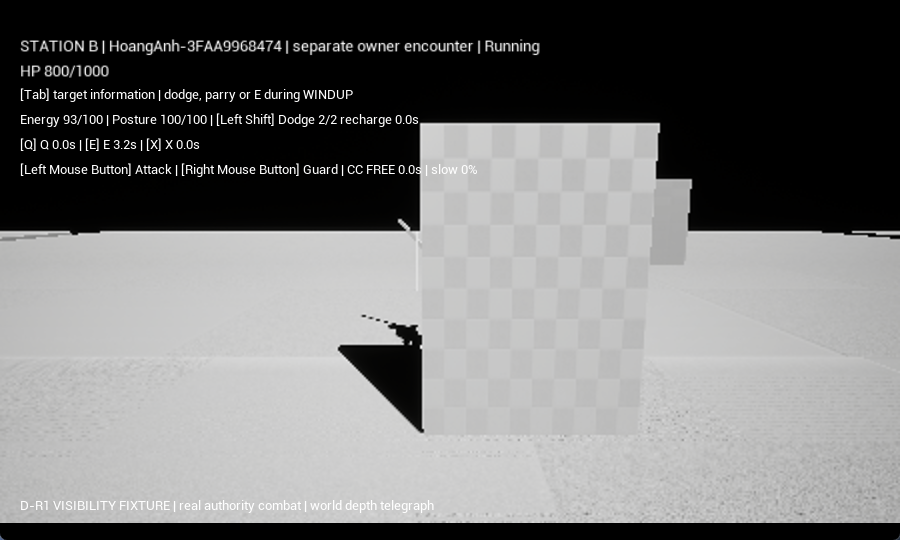 STATION B | HoangAnh-3FAA9968474 | separate owner encounter | Running
HP 800/1000
[Tab] target information | dodge, parry or E during WINDUP
Energy 93/100 | Posture 100/100 | [Left Shift] Dodge 2/2 recharge 0.0s
[Q] Q 0.0s | [E] E 3.2s | [X] X 0.0s
[Left Mouse Button] Attack | [Right Mouse Button] Guard | CC FREE 0.0s | slow 0%
D-R1 VISIBILITY FIXTURE | real authority combat | world depth telegraph